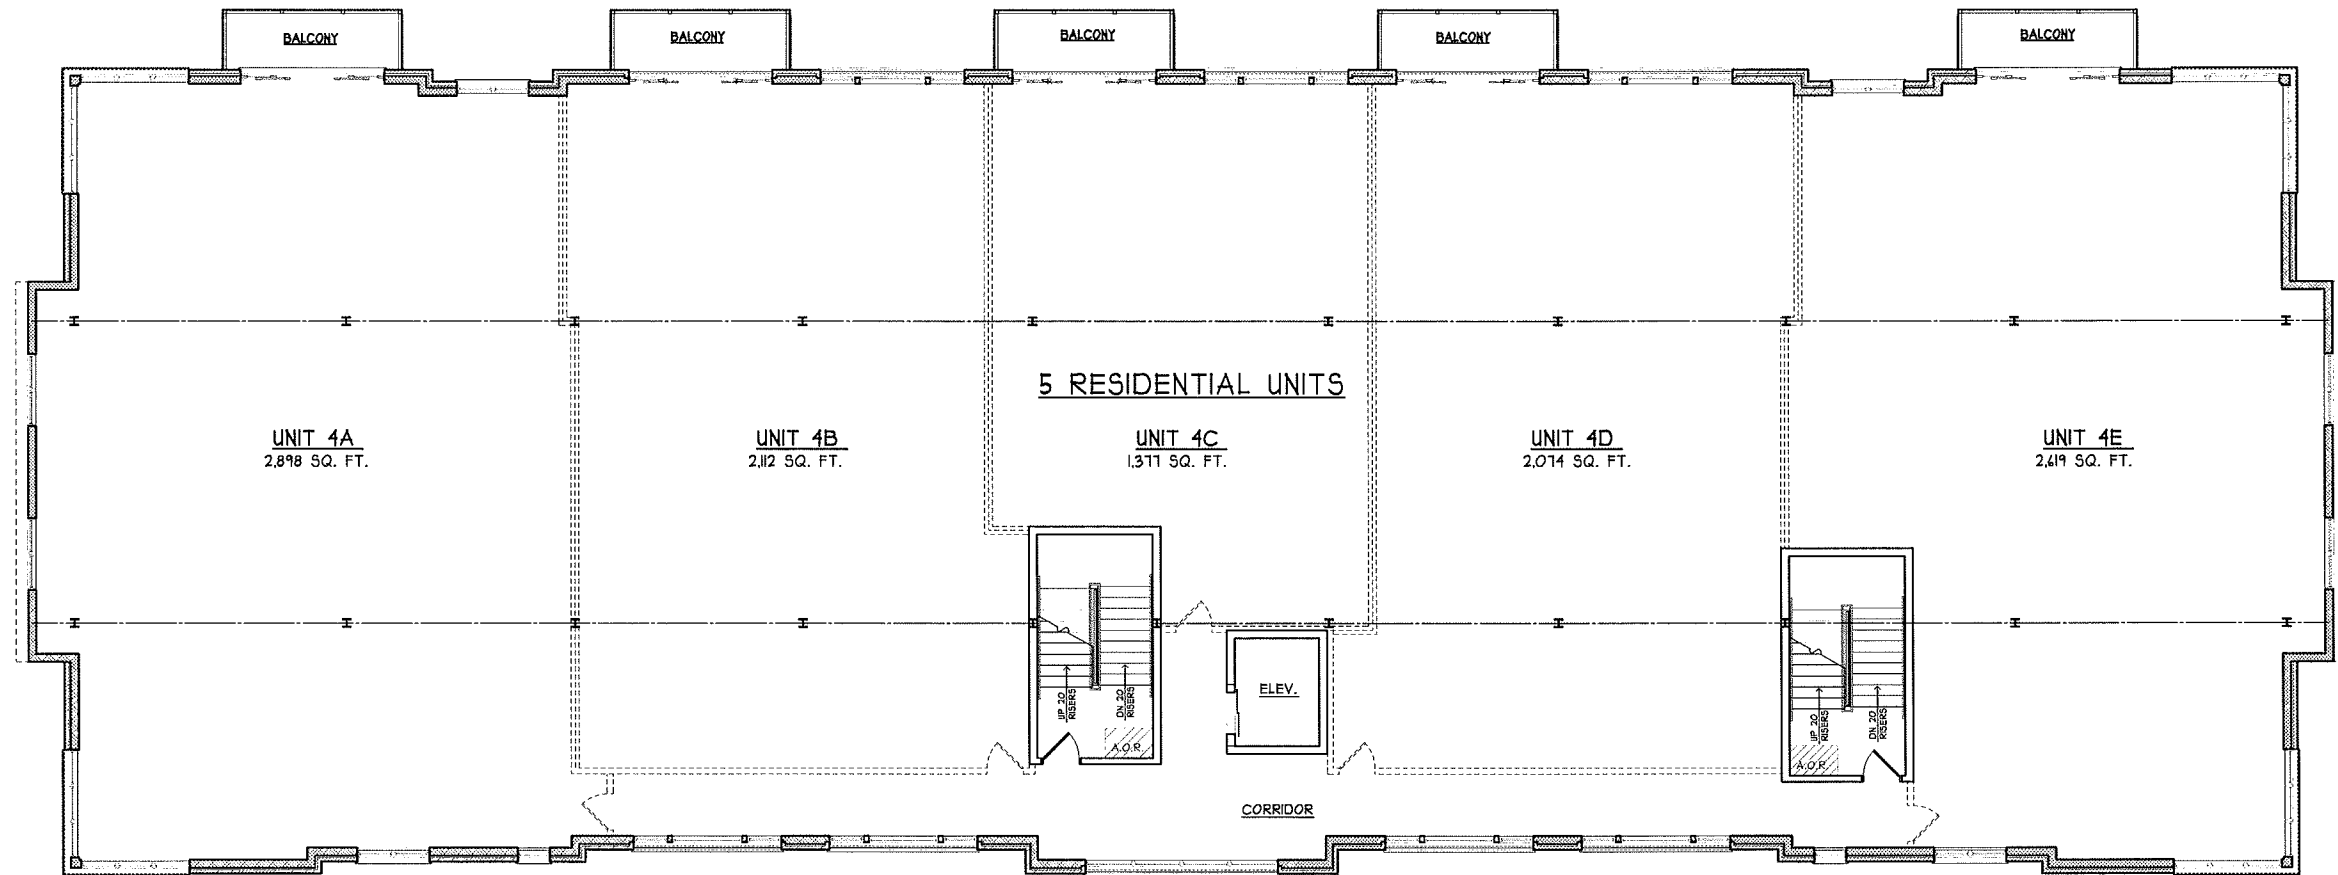 BALCONY
BALCONY
BALCONY
BALCONY
BALCONY
5 RESIDENTIAL UNITS
UNIT 4A
2,898 SQ. FT.
UNIT 4B
2,112 SQ. FT.
UNIT 4C
1,377 SQ. FT.
UNIT 4D
2,074 SQ. FT.
UNIT 4E
2,619 SQ. FT.
UP 20
RISERS
DN 20
RISERS
A.O.R.
ELEV.
UP 20
RISERS
DN 20
RISERS
A.O.R.
CORRIDOR